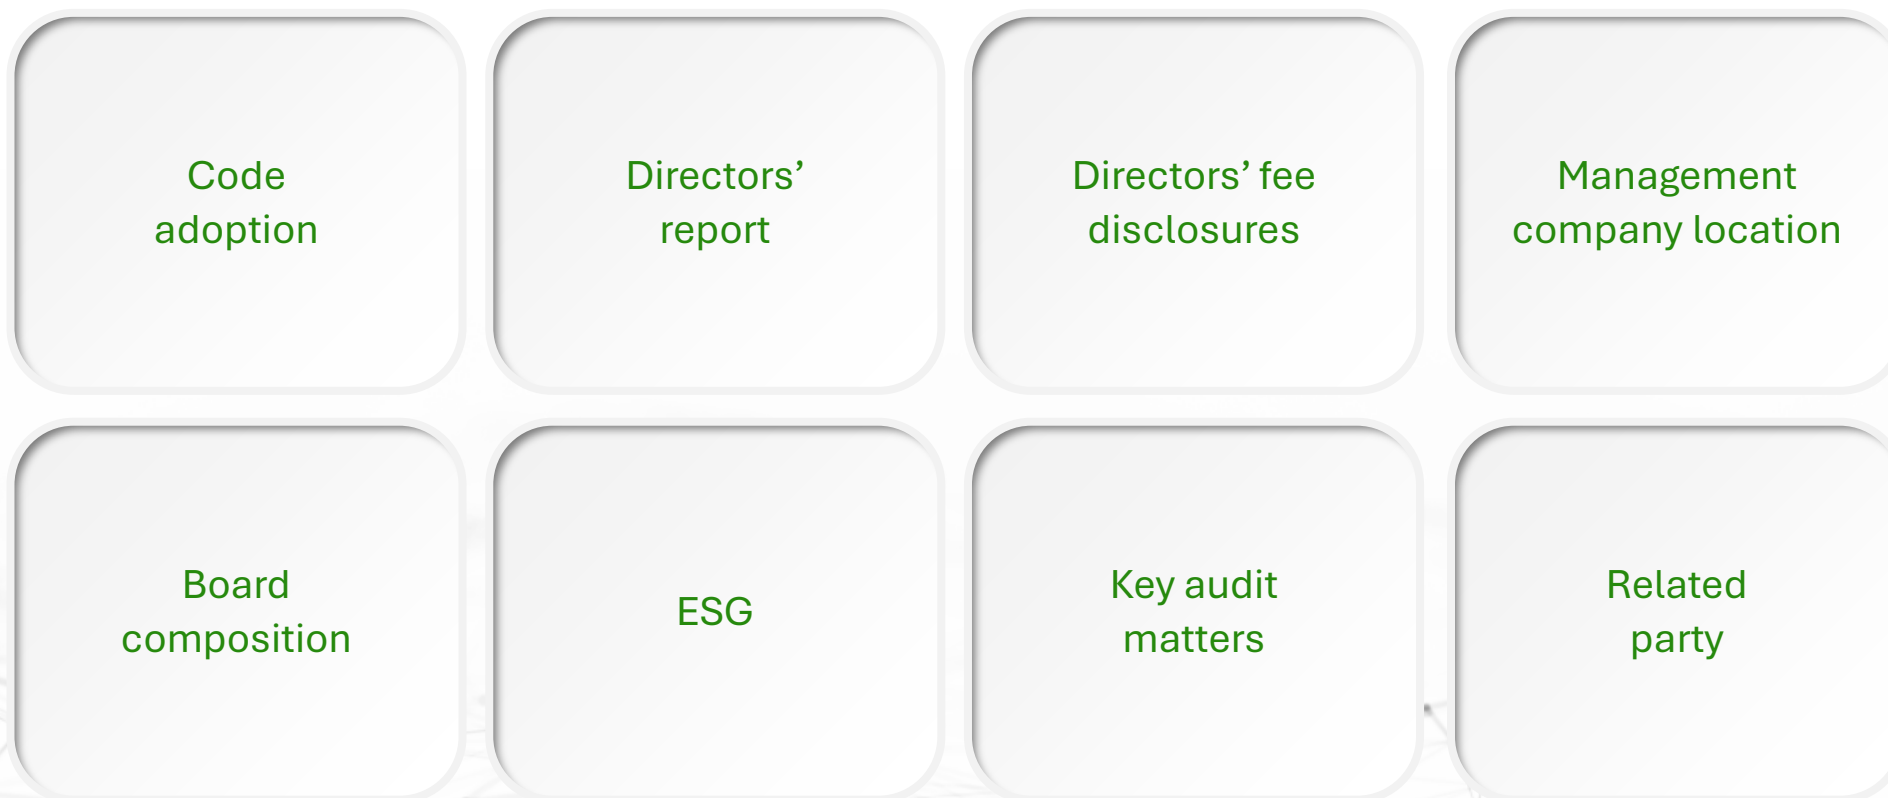 Code
adoption
Directors’
report
Directors’ fee
disclosures
Management
company location
Board
composition
ESG
Key audit
matters
Related
party